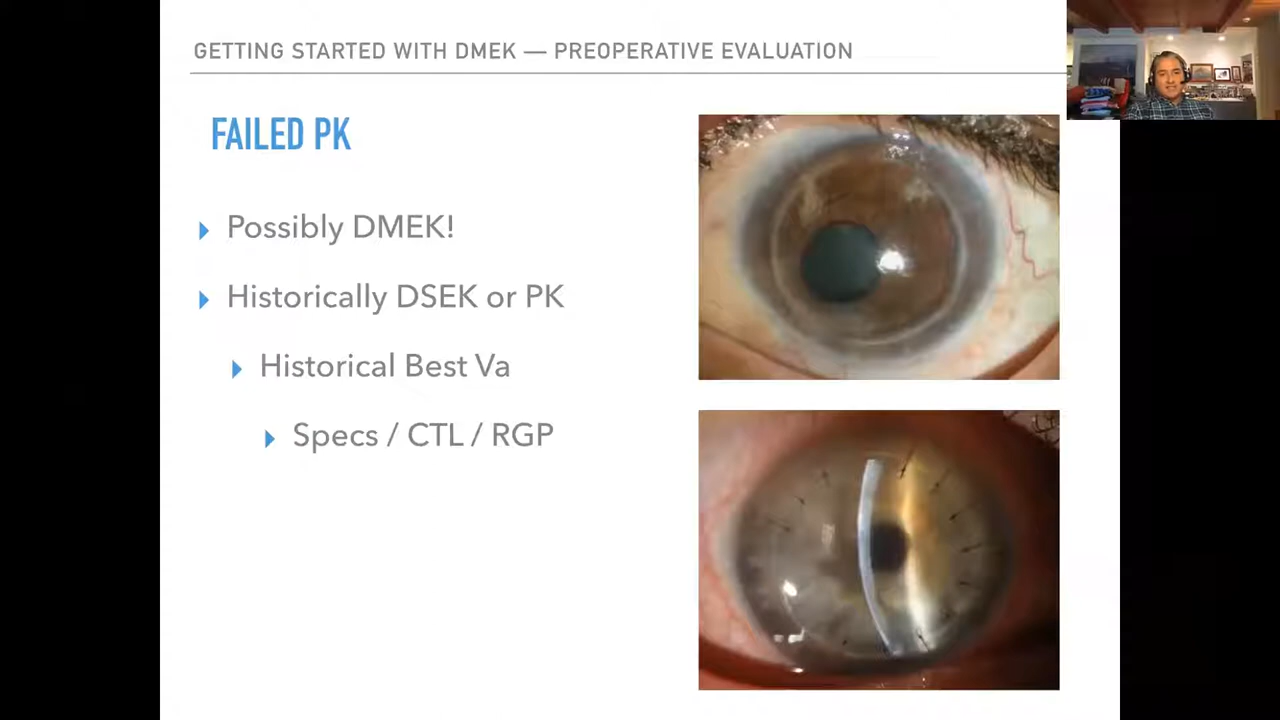 GETTING STARTED WITH DMEK — PREOPERATIVE EVALUATION
FAILED PK
Possibly DMEK!
Historically DSEK or PK
Historical Best Va
Specs / CTL / RGP